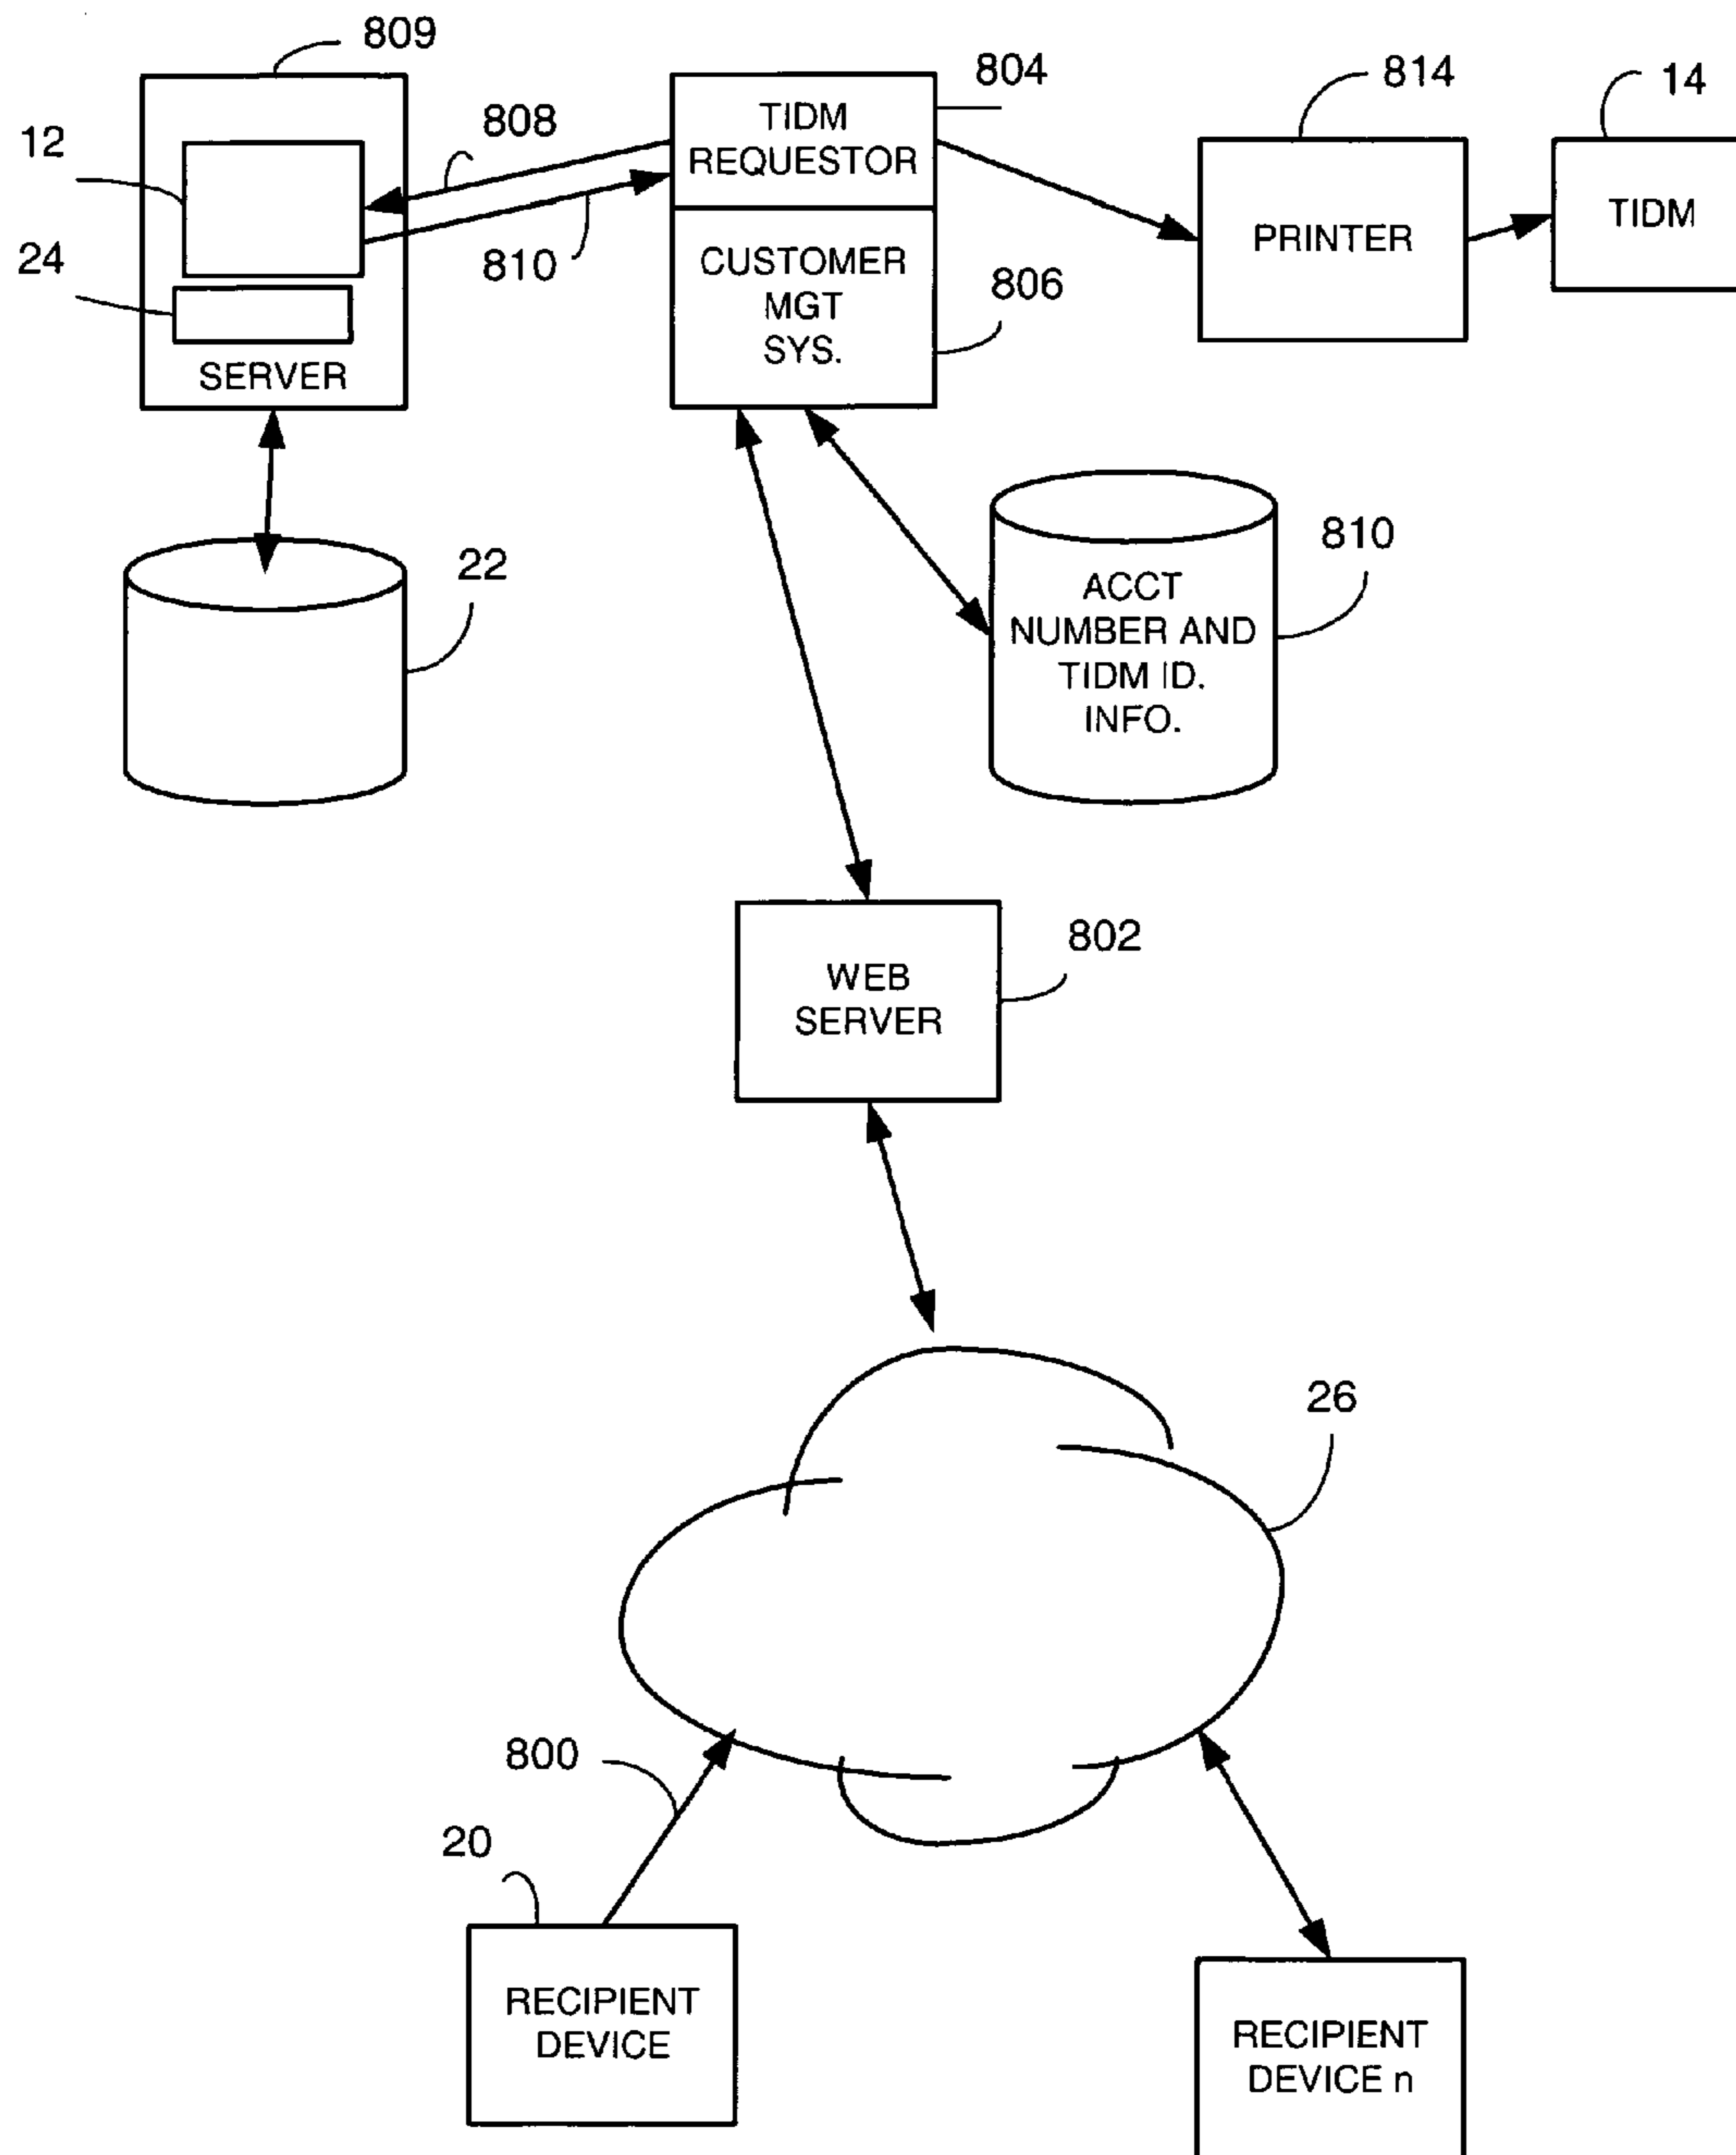 809
804
814
14
12
808
TIDM
REQUESTOR
PRINTER
TIDM
24
810
CUSTOMER
MGT
SYS.
806
SERVER
22
810
ACCT
NUMBER AND
TIDM ID.
INFO.
802
WEB
SERVER
26
800
20
RECIPIENT
DEVICE
RECIPIENT
DEVICE n